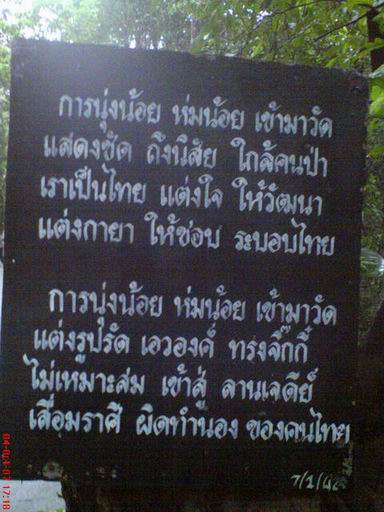 การนุ่งน้อย ห่มน้อย เข้ามาวัด
แสดงชัด ถึงนิสัย ใกล้คนป่า
เราเป็นไทย แต่งใจ ให้วัฒนา
แต่งกายา ให้ชอบ ระบอบไทย
การนุ่งน้อย ห่มน้อย เข้ามาวัด
แต่งรูปรัด เอวองค์ ทรงจิ๊กกี๋
ไม่เหมาะสม เข้าสู่ ลานเจดีย์
เสื่อมราศี ผิดทำนอง ของคนไทย
7/1/42